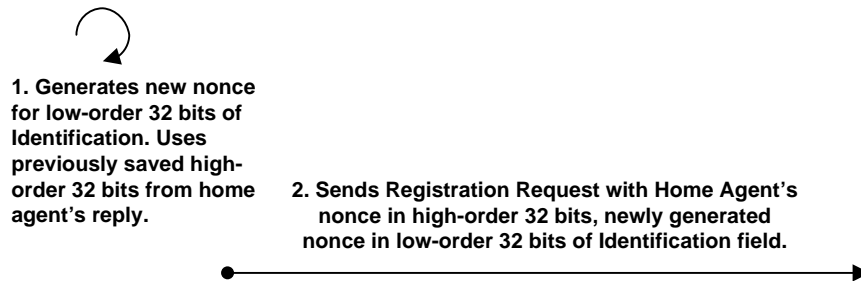 1. Generates new nonce
for low-order 32 bits of
Identification. Uses
previously saved high-
order 32 bits from home
agent's reply.
2. Sends Registration Request with Home Agent's
nonce in high-order 32 bits, newly generated
nonce in low-order 32 bits of Identification field.